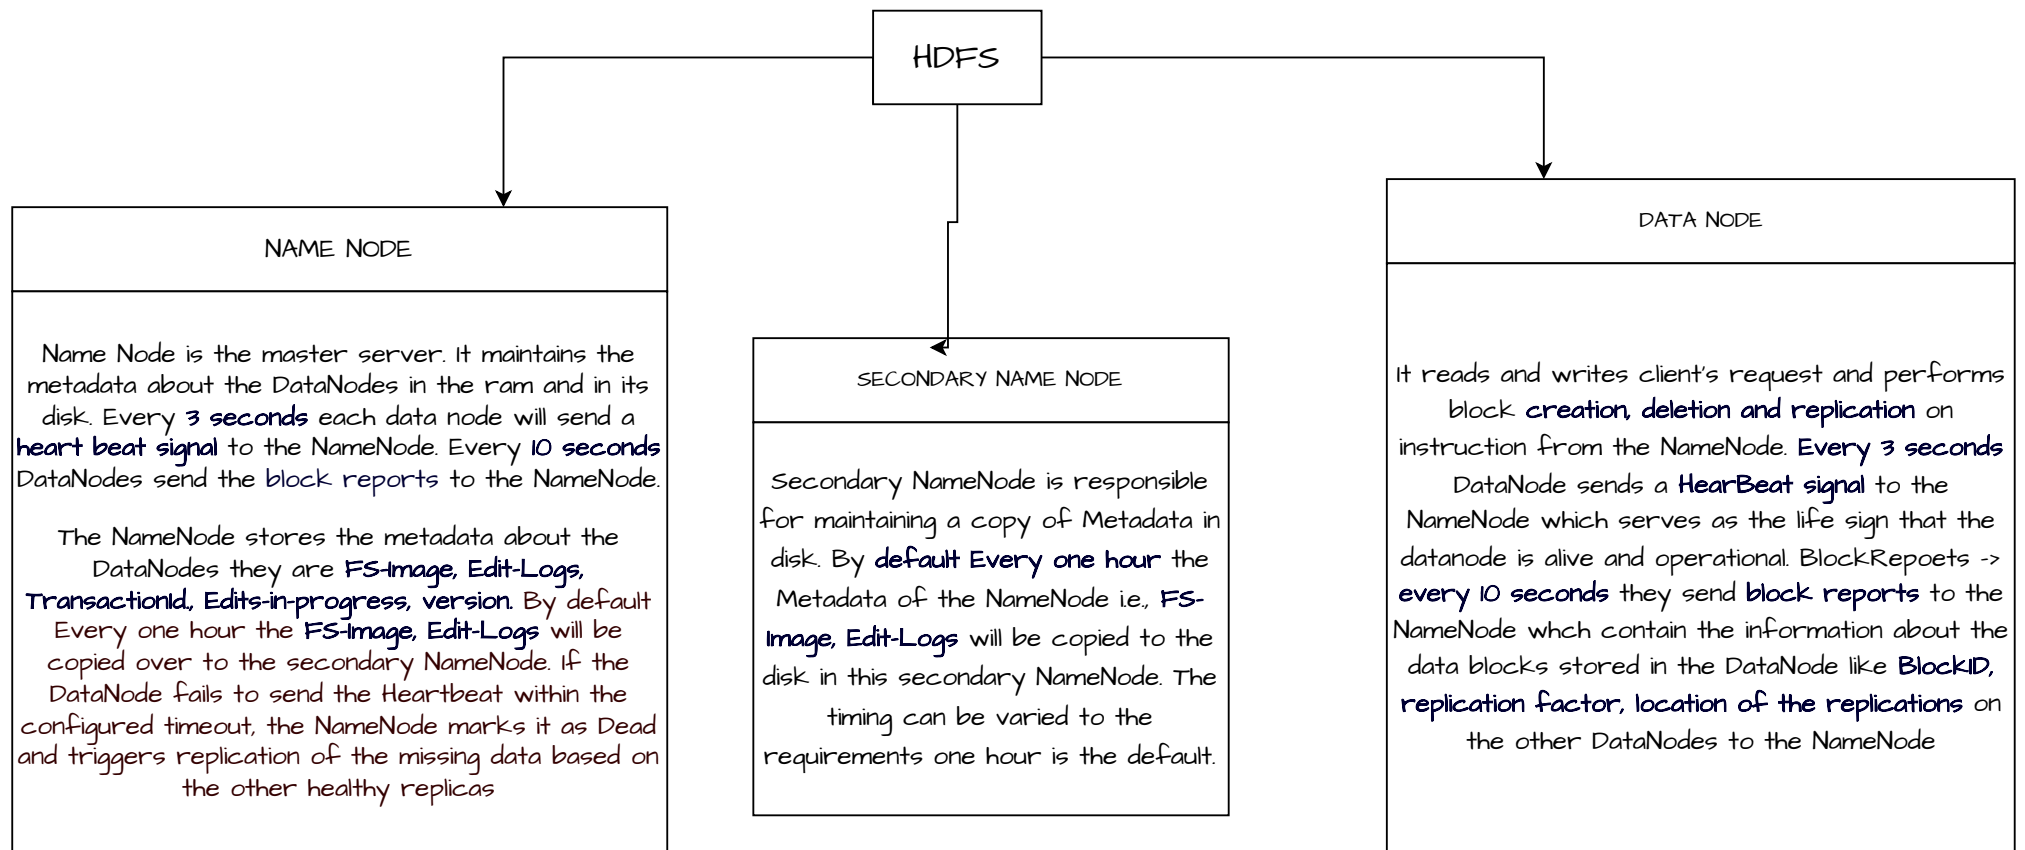 HDFS
NAME NODE
Name Node is the master server. It maintains the
metadata about the DataNodes in the ram and in its
disk. Every 3 seconds each data node will send a
heart beat signal to the NameNode. Every 10 seconds
DataNodes send the block reports to the NameNode.
The NameNode stores the metadata about the
DataNodes they are FS-Image, Edit-Logs,
TransactionId., Edits-in-progress, version. By default
Every one hour the FS-Image, Edit-Logs will be
copied over to the secondary NameNode. If the
DataNode fails to send the Heartbeat within the
configured timeout, the NameNode marks it as Dead
and triggers replication of the missing data based on
the other healthy replicas
SECONDARY NAME NODE
Secondary NameNode is responsible
for maintaining a copy of Metadata in
disk. By default Every one hour the
Metadata of the NameNode i.e., FS-
Image, Edit-Logs will be copied to the
disk in this secondary NameNode. The
timing can be varied to the
requirements one hour is the default.
DATA NODE
It reads and writes client's request and performs
block creation, deletion and replication on
instruction from the NameNode. Every 3 seconds
DataNode sends a HearBeat signal to the
NameNode which serves as the life sign that the
datanode is alive and operational. BlockRepoets ->
every 10 seconds they send block reports to the
NameNode whch contain the information about the
data blocks stored in the DataNode like BlockID,
replication factor, location of the replications on
the other DataNodes to the NameNode